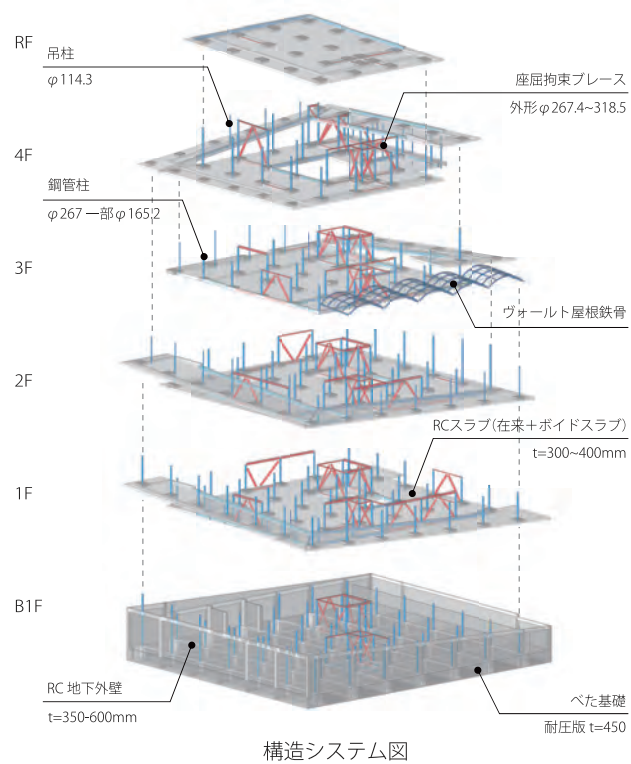 RF
吊柱
φ114.3
座屈拘束ブレース
外形φ267.4~318.5
4F
鋼管柱
φ267 一部φ165.2
3F
ヴォールト屋根鉄骨
2F
RCスラブ(在来+ボイドスラブ)
t=300~400mm
1F
B1F
RC 地下外壁
t=350-600mm
べた基礎
耐圧版 t=450
構造システム図